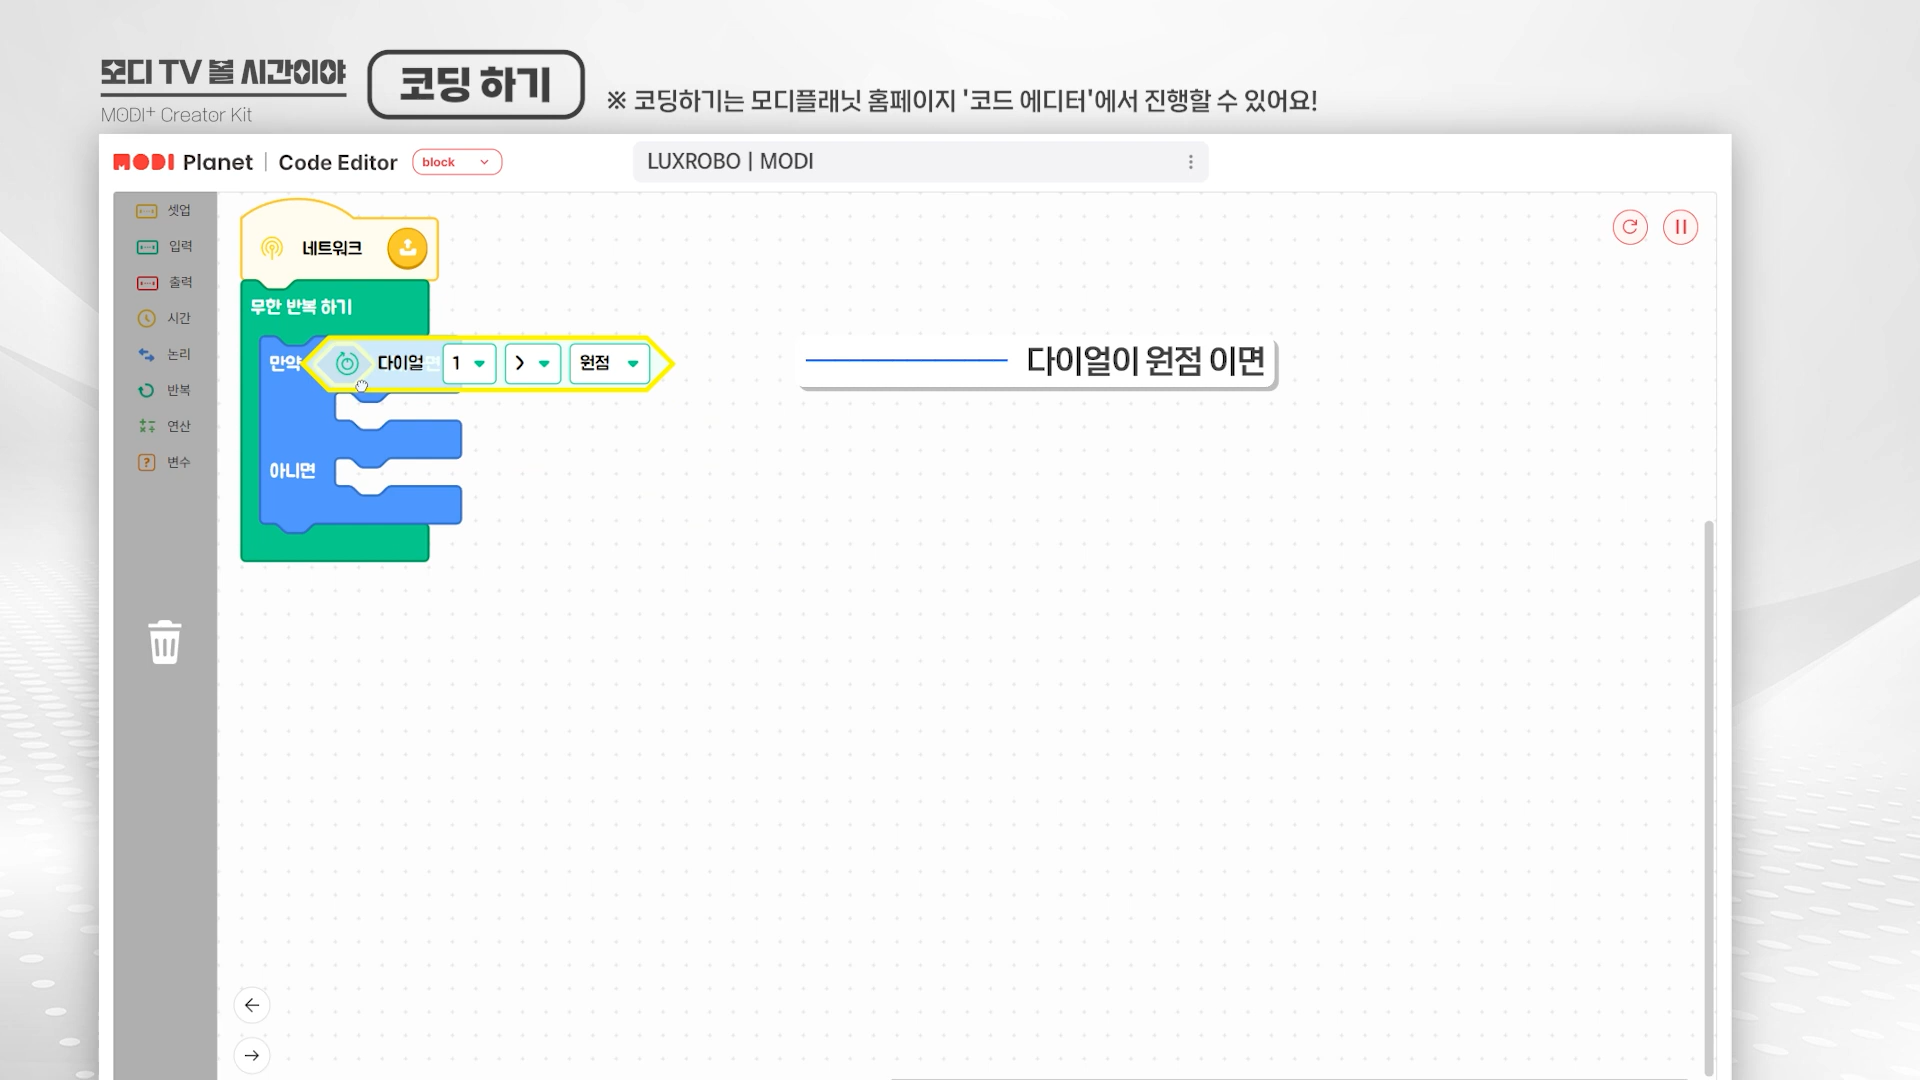 모디 TV 볼 시간이야
MODI+ Creator Kit
코딩 하기
※ 코딩하기는 모디플래닛 홈페이지 '코드 에디터'에서 진행할 수 있어요!
MODI Planet | Code Editor
block
LUXROBO | MODI
셋업
입력
출력
시간
논리
반복
연산
변수
네트워크
무한 반복 하기
만약
다이얼 1 > 원점
아니면
다이얼이 원점 이면